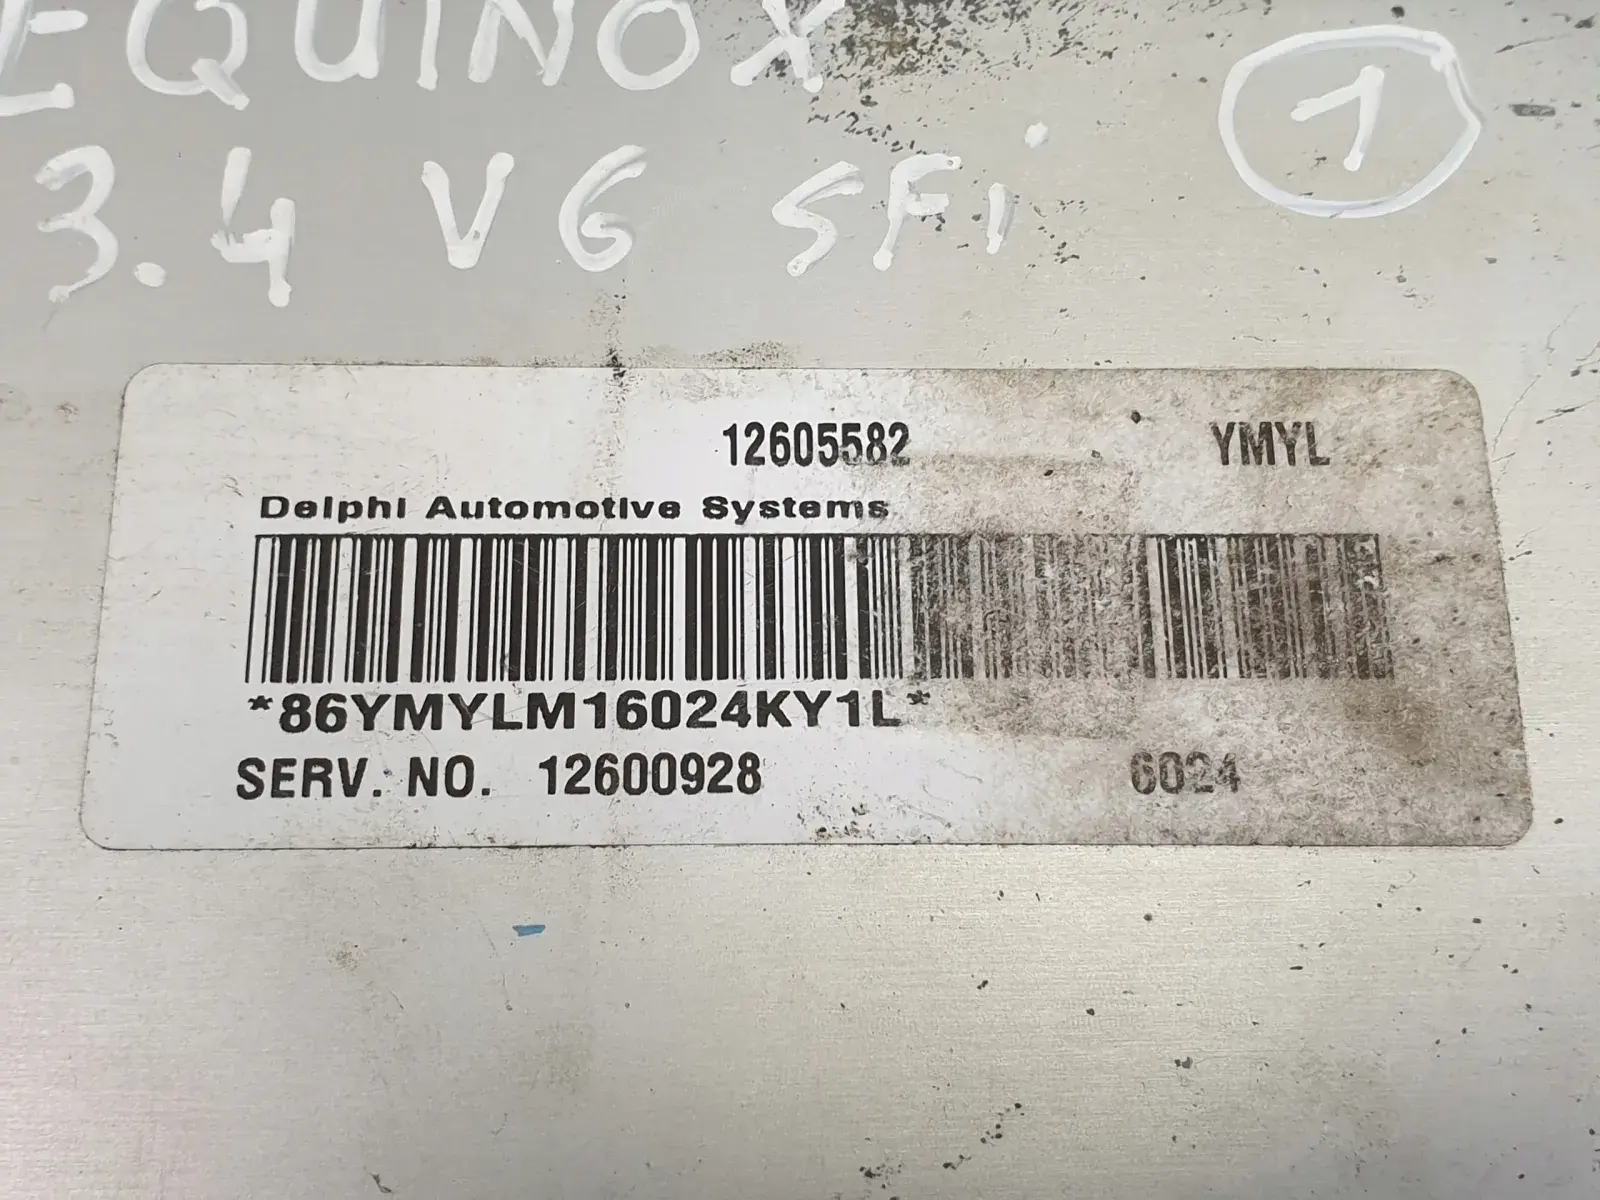 EQUINOX
1
3.4 V6 SFi
12605582 YMYL
Delphi Automotive Systems
*86YMYLM16024KY1L*
SERV. NO. 12600928 6024